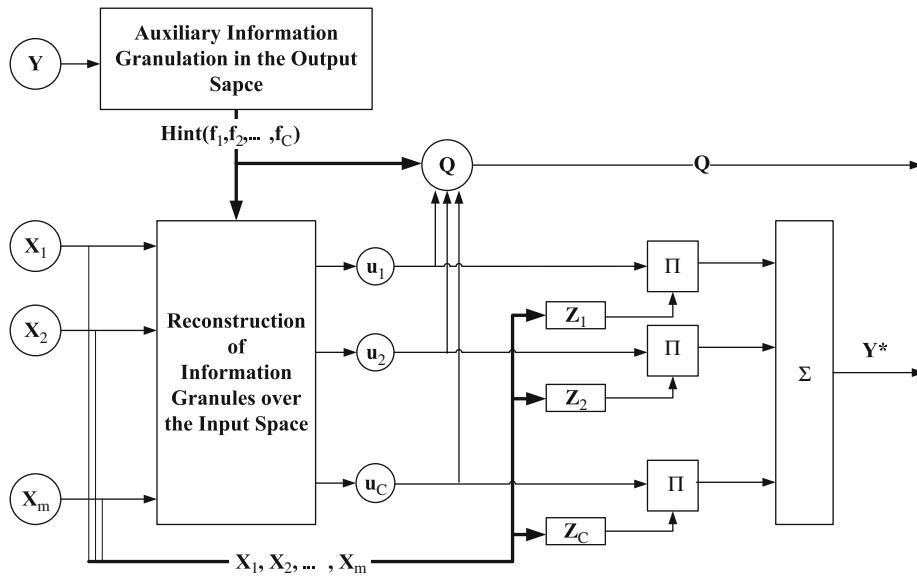 Auxiliary Information
Granulation in the Output
Sapce
Y
Hint(f1,f2,... ,fC)
Q
Q
X1
u1
Π
Z1
X2
Reconstruction
of
Information
Granules over
the Input Space
u2
Π
Z2
Σ
Y*
Xm
uC
Π
ZC
X1, X2, ... , Xm